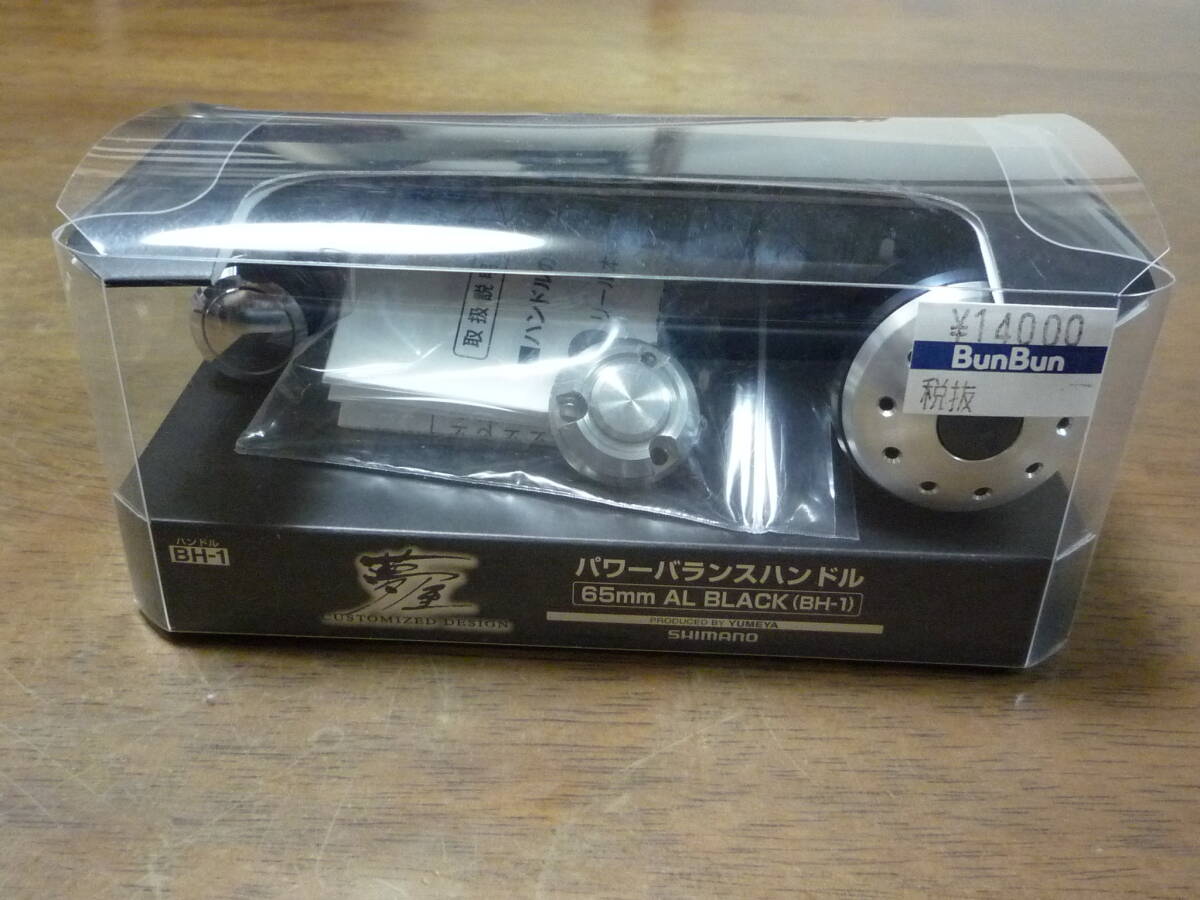 取扱説明
■ハンドルの
リール本
¥14000
BunBun
税抜
ハンドル
BH-1
夢屋
CUSTOMIZED DESIGN
パワーバランスハンドル
65mm AL BLACK (BH-1)
PRODUCED BY YUMEYA
SHIMANO